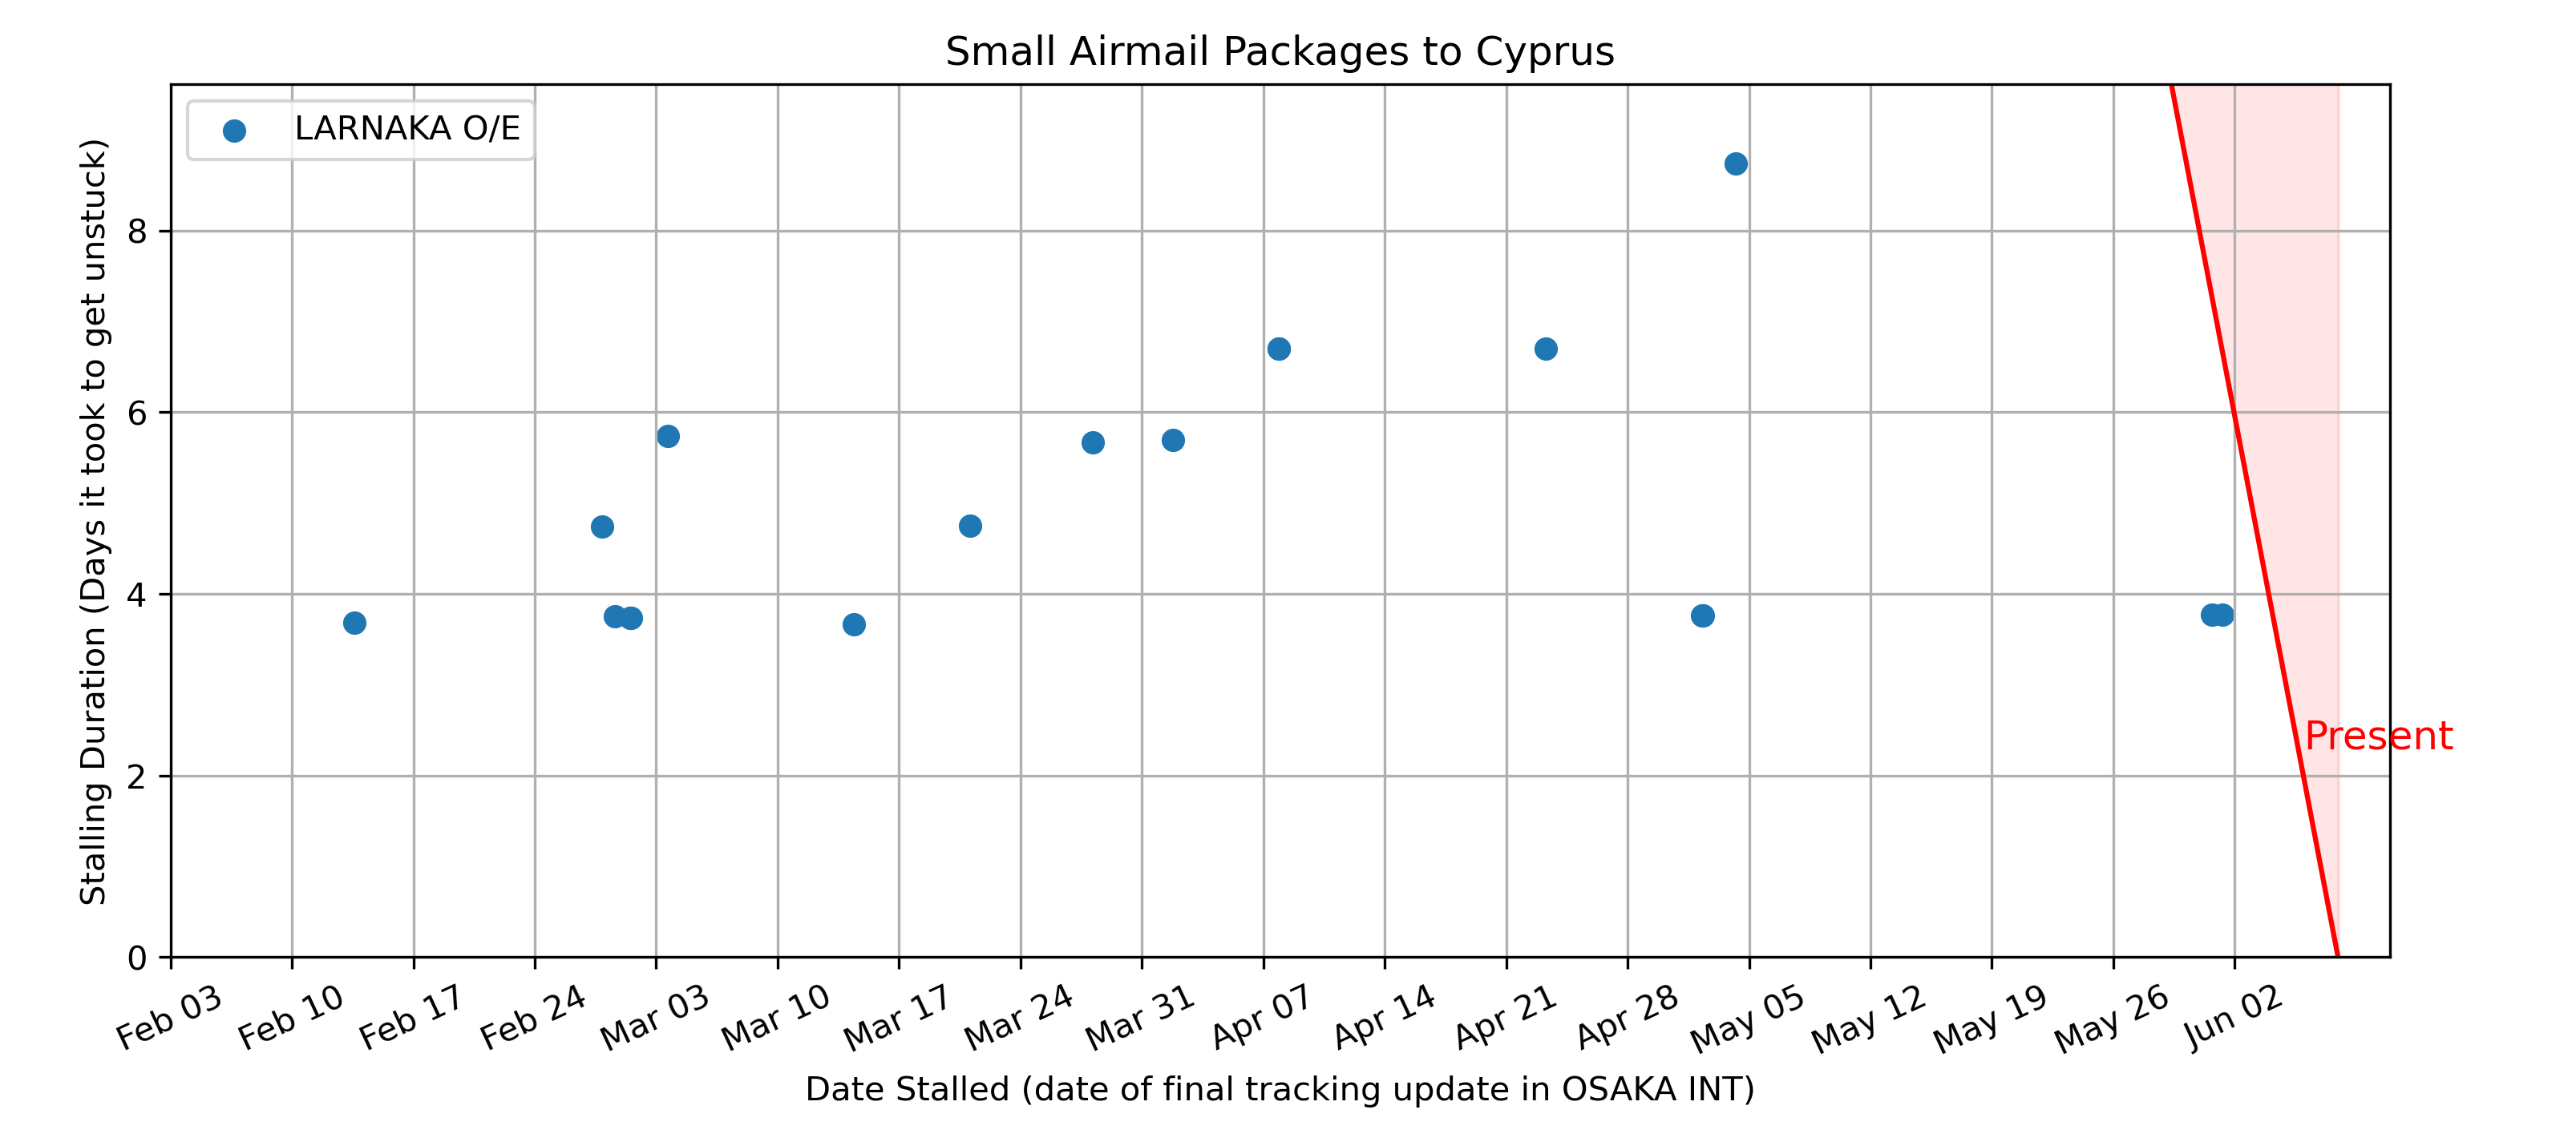 Small Airmail Packages to Cyprus
LARNAKA O/E
Stalling Duration (Days it took to get unstuck)
8
6
4
2
0
Present
Feb 03
Feb 10
Feb 17
Feb 24
Mar 03
Mar 10
Mar 17
Mar 24
Mar 31
Apr 07
Apr 14
Apr 21
Apr 28
May 05
May 12
May 19
May 26
Jun 02
Date Stalled (date of final tracking update in OSAKA INT)